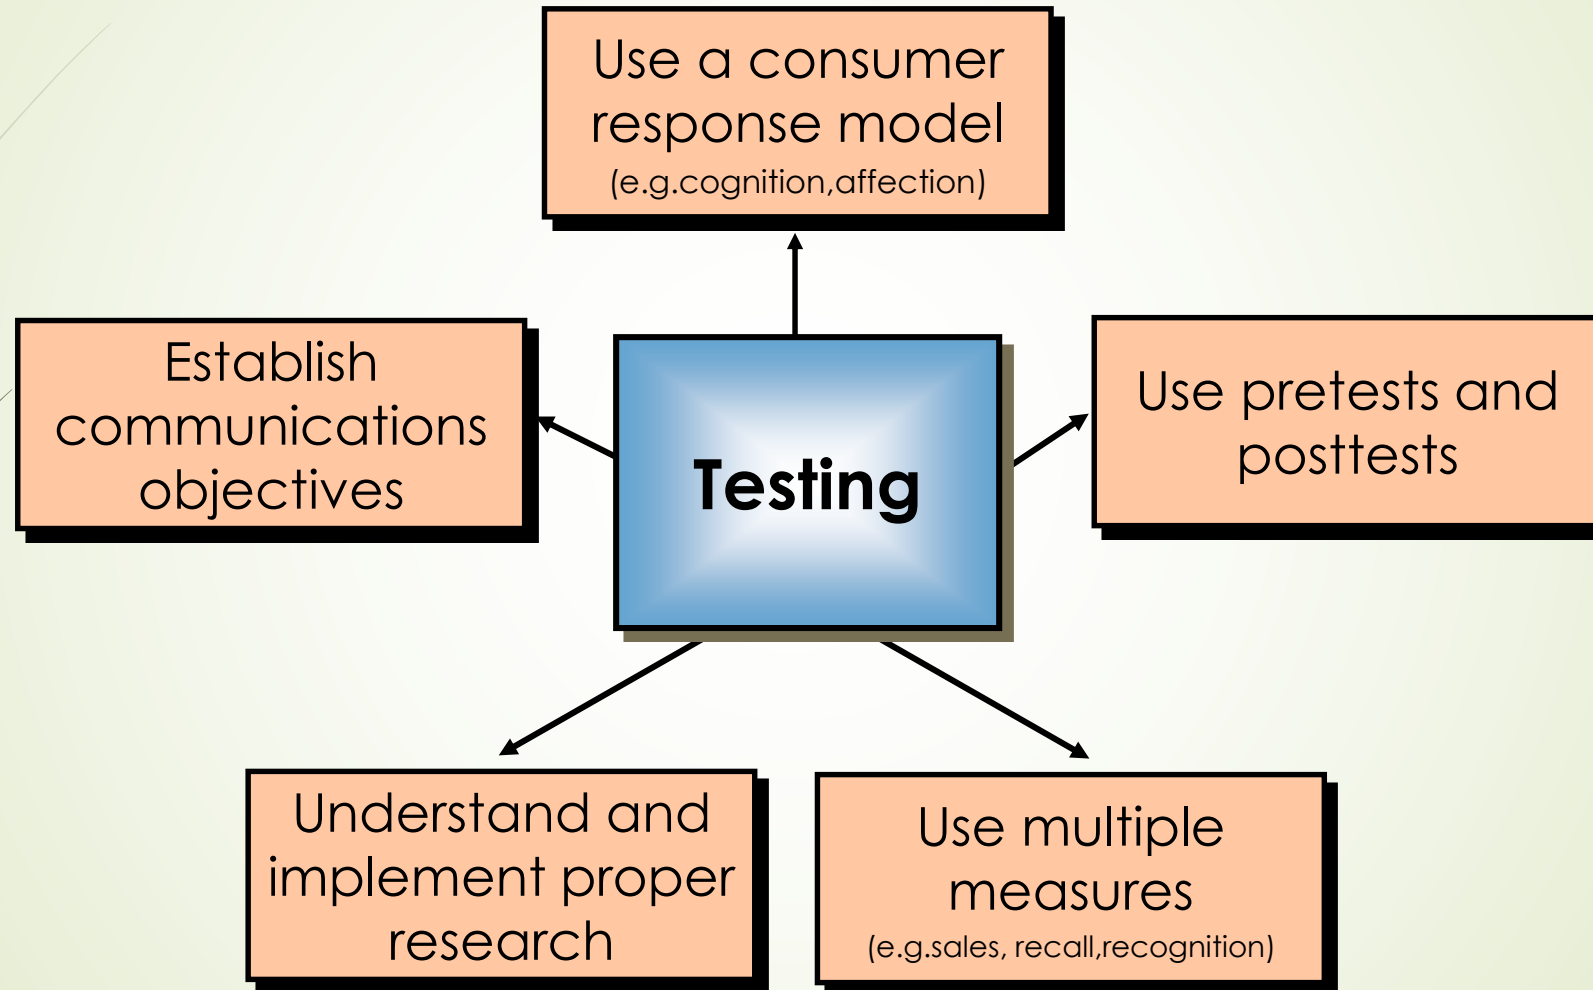 Use a consumer
response model
(e.g.cognition,affection)
Establish
communications
objectives
Testing
Use pretests and
posttests
Understand and
implement proper
research
Use multiple
measures
(e.g.sales, recall,recognition)